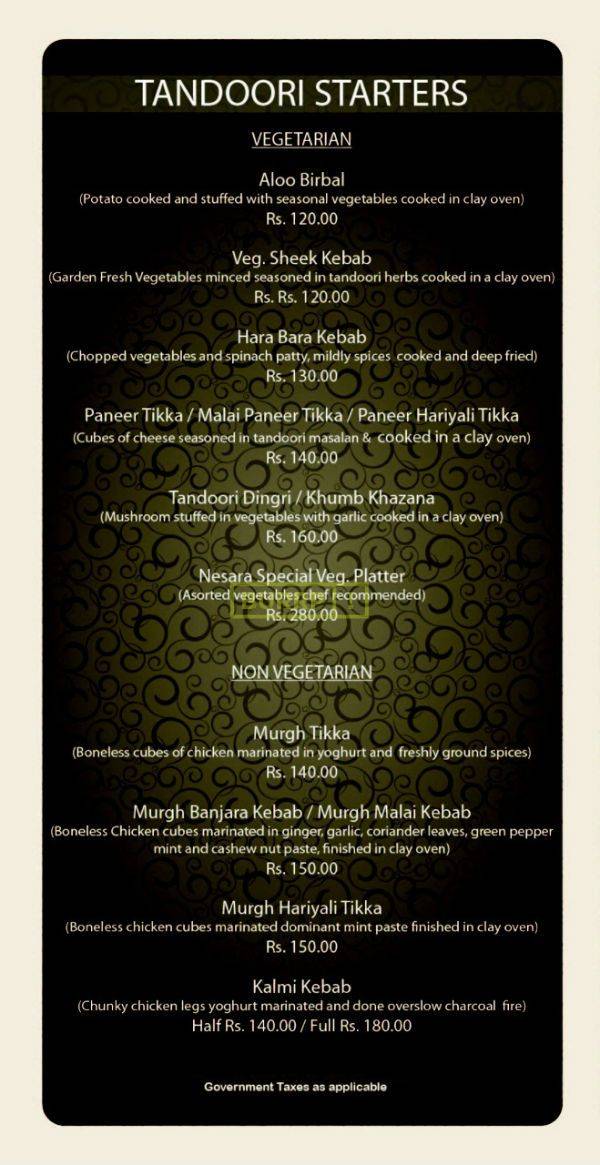 TANDOORI STARTERS
VEGETARIAN
Aloo Birbal
(Potato cooked and stuffed with seasonal vegetables cooked in clay oven)
Rs. 120.00
Veg. Sheek Kebab
(Garden Fresh Vegetables minced seasoned in tandoori herbs cooked in a clay oven)
Rs. Rs. 120.00
Hara Bara Kebab
(Chopped vegetables and spinach patty, mildly spices cooked and deep fried)
Rs. 130.00
Paneer Tikka / Malai Paneer Tikka / Paneer Hariyali Tikka
(Cubes of cheese seasoned in tandoori masalan & cooked in a clay oven)
Rs. 140.00
Tandoori Dingri / Khumb Khazana
(Mushroom stuffed in vegetables with garlic cooked in a clay oven)
Rs. 160.00
Nesara Special Veg. Platter
(Asorted vegetables chef recommended)
Rs. 280.00
NON VEGETARIAN
Murgh Tikka
(Boneless cubes of chicken marinated in yoghurt and freshly ground spices)
Rs. 140.00
Murgh Banjara Kebab / Murgh Malai Kebab
(Boneless Chicken cubes marinated in ginger, garlic, coriander leaves, green pepper
mint and cashew nut paste, finished in clay oven)
Rs. 150.00
Murgh Hariyali Tikka
(Boneless chicken cubes marinated dominant mint paste finished in clay oven)
Rs. 150.00
Kalmi Kebab
(Chunky chicken legs yoghurt marinated and done overslow charcoal fire)
Half Rs. 140.00 / Full Rs. 180.00
Government Taxes as applicable